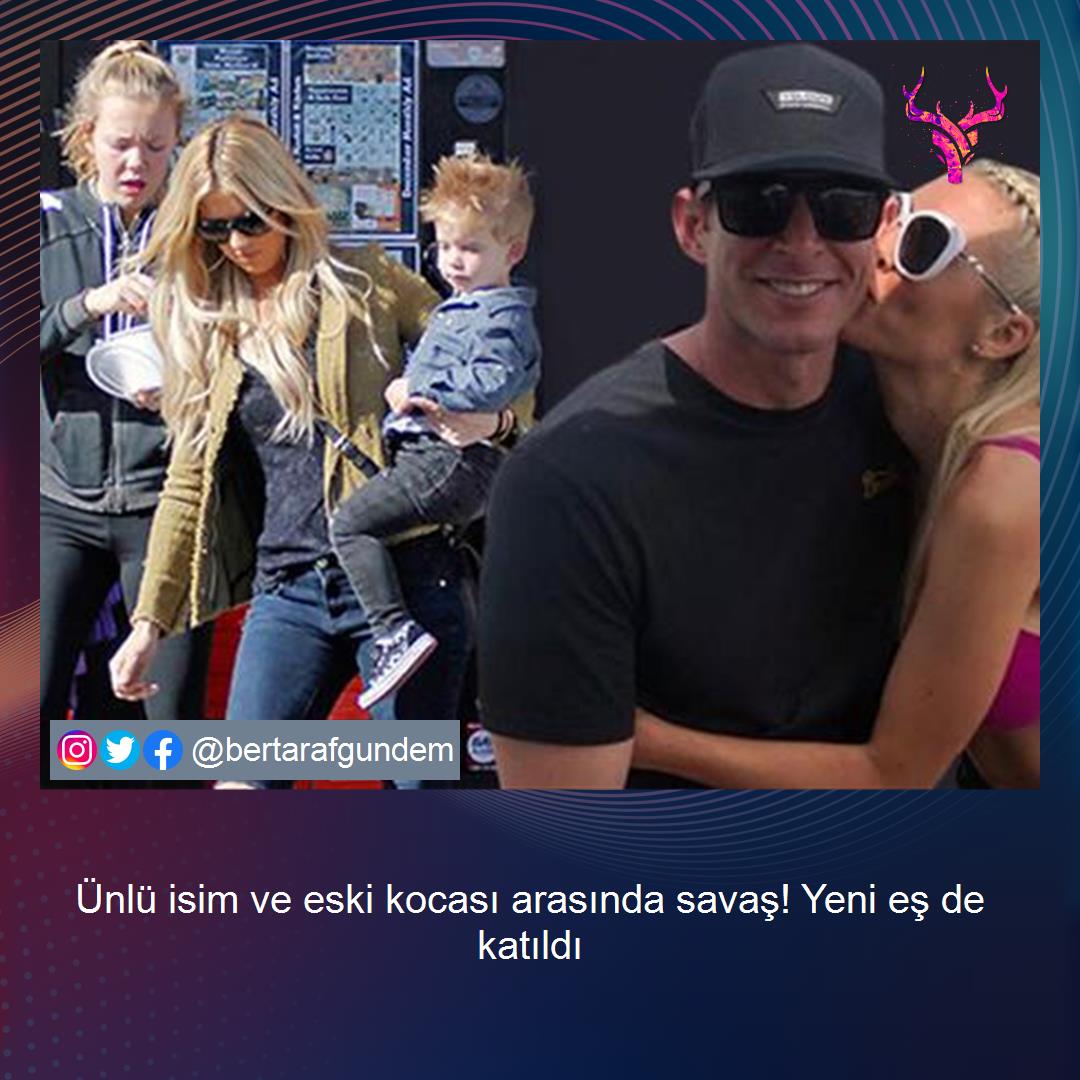 @bertarafgundem
Ünlü isim ve eski kocası arasında savaş! Yeni eş de
katıldı